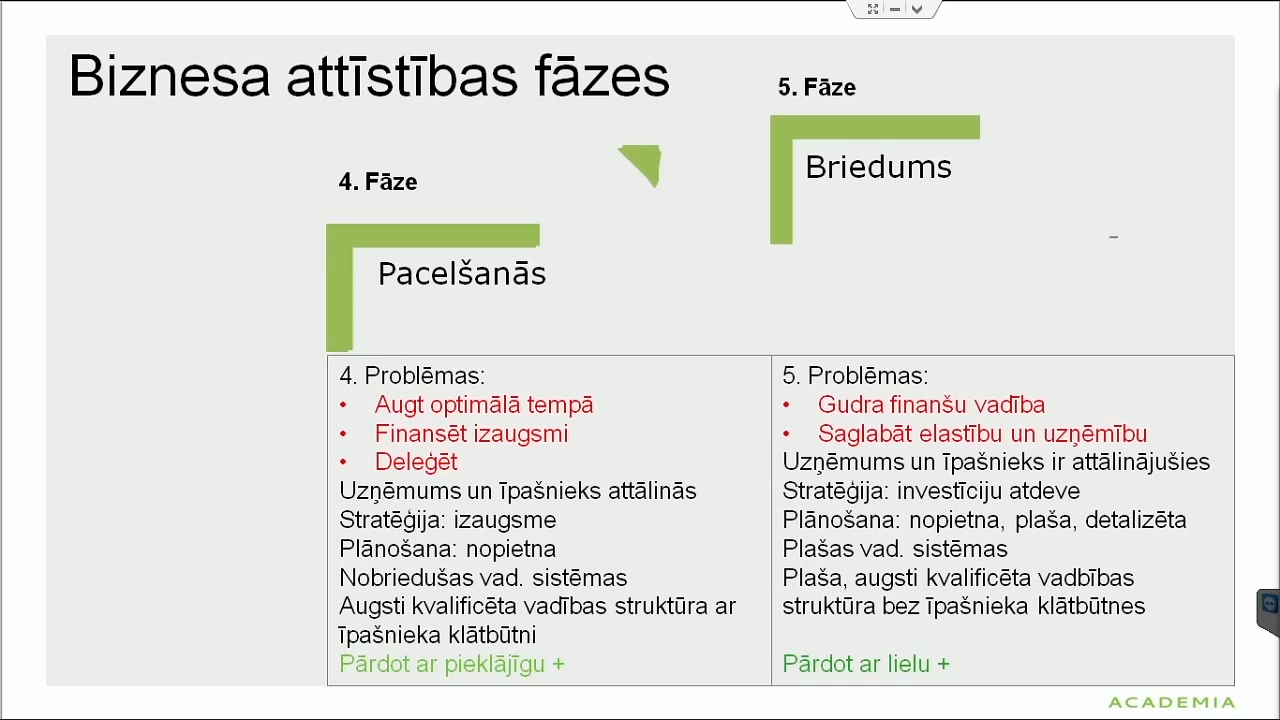 Biznesa attīstības fāzes
4. Fāze
Pacelšanās
5. Fāze
Briedums
4. Problēmas:
• Augt optimālā tempā
• Finansēt izaugsmi
• Deleģēt
Uzņēmums un īpašnieks attālinās
Stratēģija: izaugsme
Plānošana: nopietna
Nobriedušas vad. sistēmas
Augsti kvalificēta vadības struktūra ar
īpašnieka klātbūtni
Pārdot ar pieklājīgu +
5. Problēmas:
• Gudra finanšu vadība
• Saglabāt elastību un uzņēmību
Uzņēmums un īpašnieks ir attālinājušies
Stratēģija: investīciju atdeve
Plānošana: nopietna, plaša, detalizēta
Plašas vad. sistēmas
Plaša, augsti kvalificēta vadbības
struktūra bez īpašnieka klātbūtnes
Pārdot ar lielu +
ACADEMIA